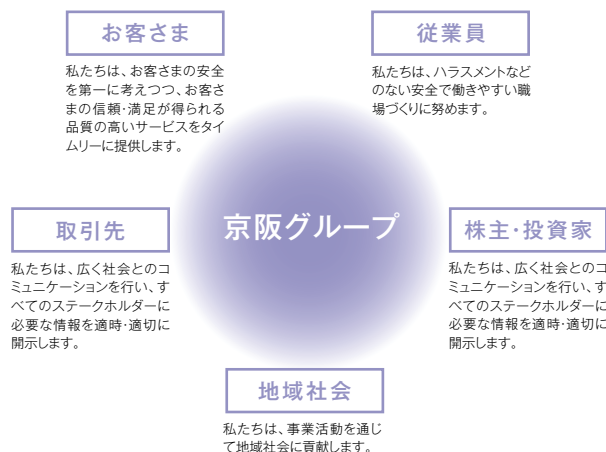 お客さま
私たちは、お客さまの安全
を第一に考えつつ、お客さ
まの信頼・満足が得られる
品質の高いサービスをタイ
ムリーに提供します。
従業員
私たちは、ハラスメントなど
のない安全で働きやすい職
場づくりに努めます。
京阪グループ
取引先
私たちは、広く社会とのコ
ミュニケーションを行い、す
べてのステークホルダーに
必要な情報を適時・適切に
開示します。
株主・投資家
私たちは、広く社会とのコ
ミュニケーションを行い、す
べてのステークホルダーに
必要な情報を適時・適切に
開示します。
地域社会
私たちは、事業活動を通じ
て地域社会に貢献します。